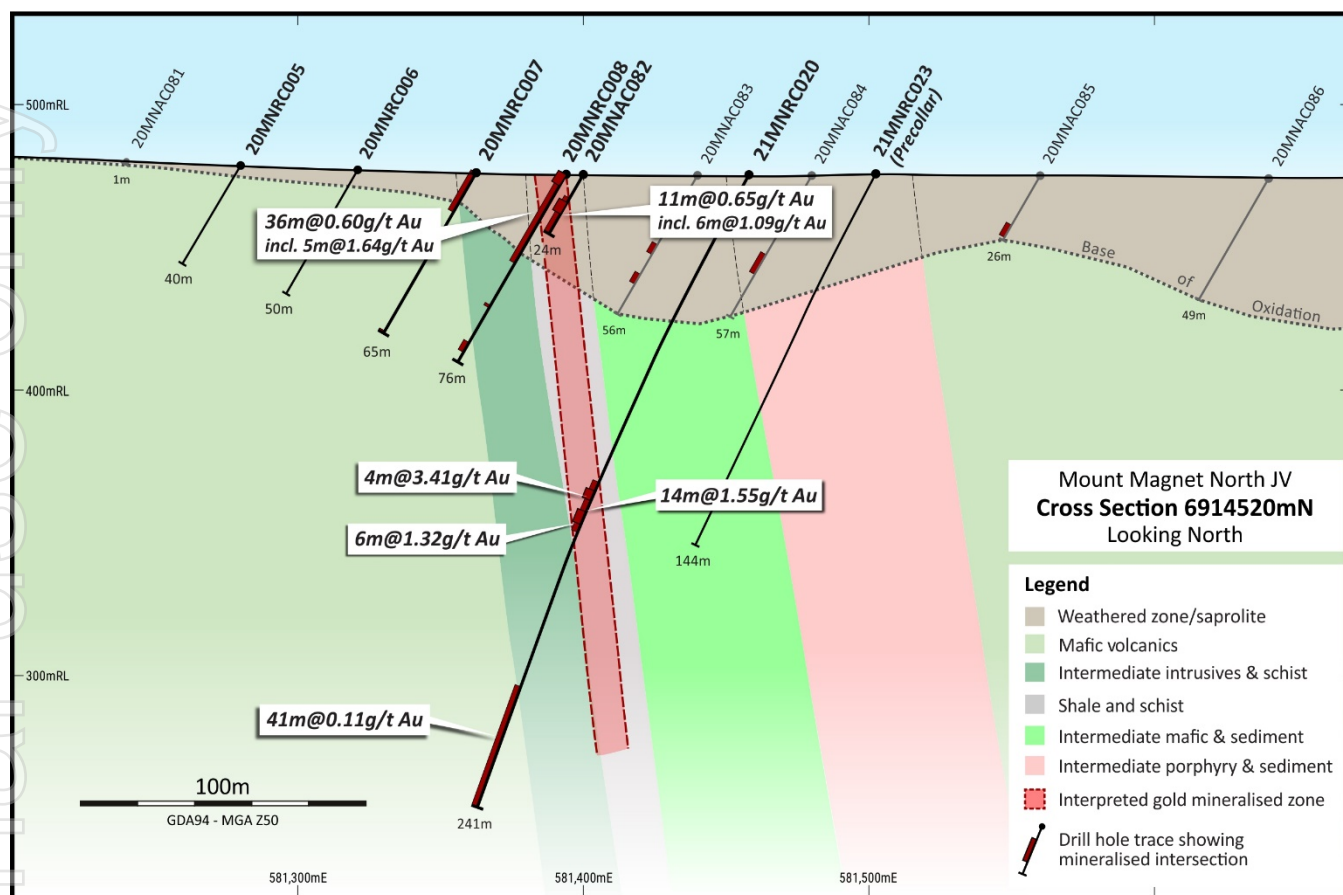 20MNAC081
20MNRC005
20MNRC006
20MNRC007
20MNRC008
20MNAC082
20MNAC083
21MNRC020
20MNAC084
21MNRC023
(Precollar)
20MNAC085
20MNAC086
500mRL
400mRL
300mRL
1m
40m
50m
65m
76m
24m
56m
57m
144m
26m
49m
241m
36m@0.60g/t Au
incl. 5m@1.64g/t Au
11m@0.65g/t Au
incl. 6m@1.09g/t Au
Base of Oxidation
4m@3.41g/t Au
14m@1.55g/t Au
6m@1.32g/t Au
41m@0.11g/t Au
100m
GDA94 - MGA Z50
581,300mE
581,400mE
581,500mE
Mount Magnet North JV
Cross Section 6914520mN
Looking North
Legend
Weathered zone/saprolite
Mafic volcanics
Intermediate intrusives & schist
Shale and schist
Intermediate mafic & sediment
Intermediate porphyry & sediment
Interpreted gold mineralised zone
Drill hole trace showing
mineralised intersection